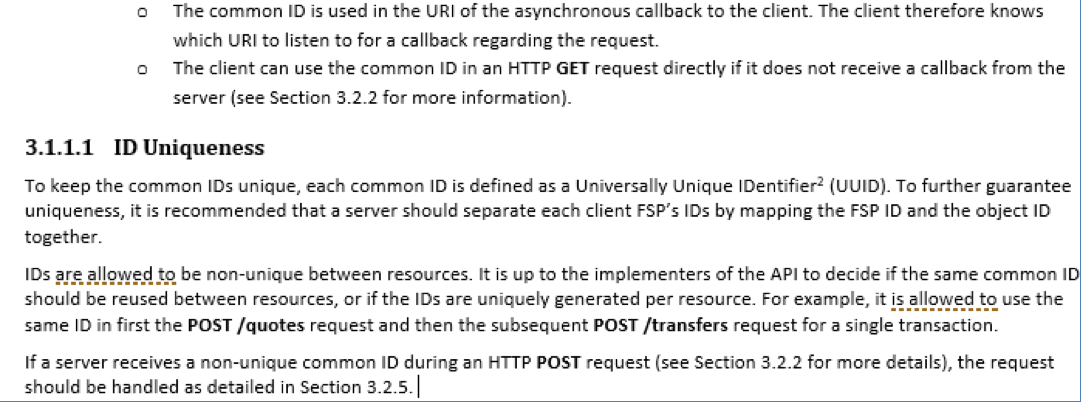 o The common ID is used in the URI of the asynchronous callback to the client. The client therefore knows
which URI to listen to for a callback regarding the request.
o The client can use the common ID in an HTTP GET request directly if it does not receive a callback from the
server (see Section 3.2.2 for more information).
3.1.1.1 ID Uniqueness
To keep the common IDs unique, each common ID is defined as a Universally Unique IDentifier² (UUID). To further guarantee
uniqueness, it is recommended that a server should separate each client FSP's IDs by mapping the FSP ID and the object ID
together.
IDs are allowed to be non-unique between resources. It is up to the implementers of the API to decide if the same common ID
should be reused between resources, or if the IDs are uniquely generated per resource. For example, it is allowed to use the
same ID in first the POST /quotes request and then the subsequent POST /transfers request for a single transaction.
If a server receives a non-unique common ID during an HTTP POST request (see Section 3.2.2 for more details), the request
should be handled as detailed in Section 3.2.5.